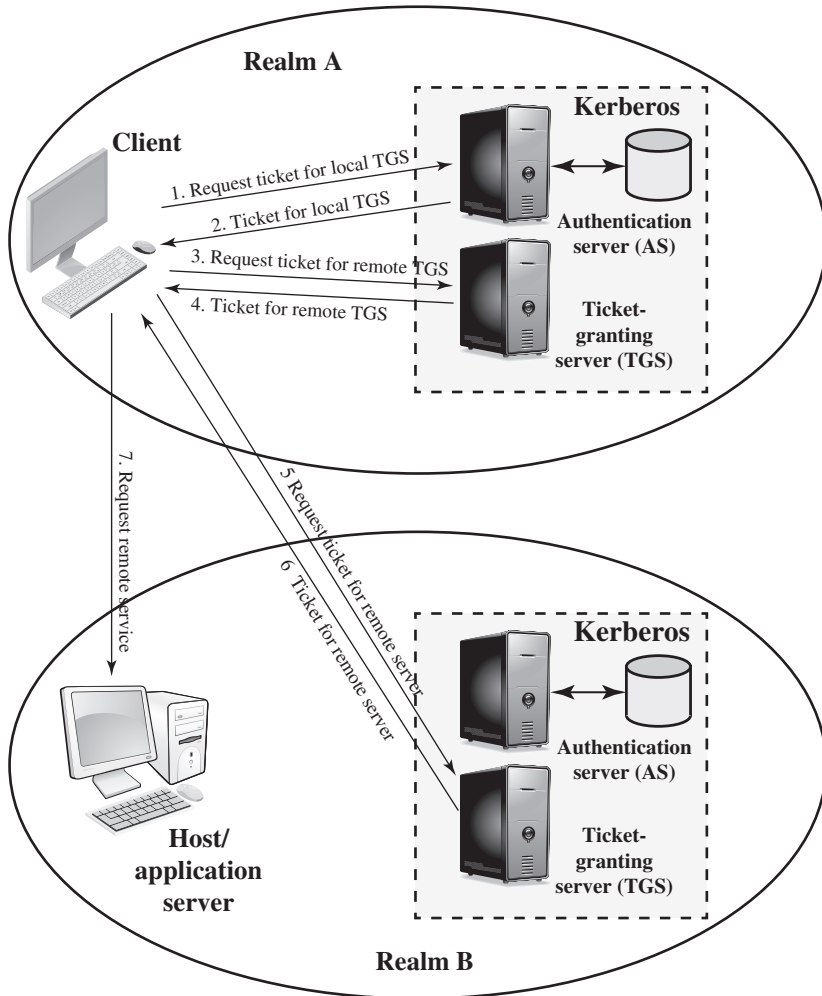 Realm A
Kerberos
Client
1. Request ticket for local TGS
2. Ticket for local TGS
Authentication
server (AS)
3. Request ticket for remote TGS
4. Ticket for remote TGS
Ticket-
granting
server (TGS)
7. Request remote service
5 Request ticket for remote server
6 Ticket for remote server
Kerberos
Authentication
server (AS)
Host/
application
server
Ticket-
granting
server (TGS)
Realm B